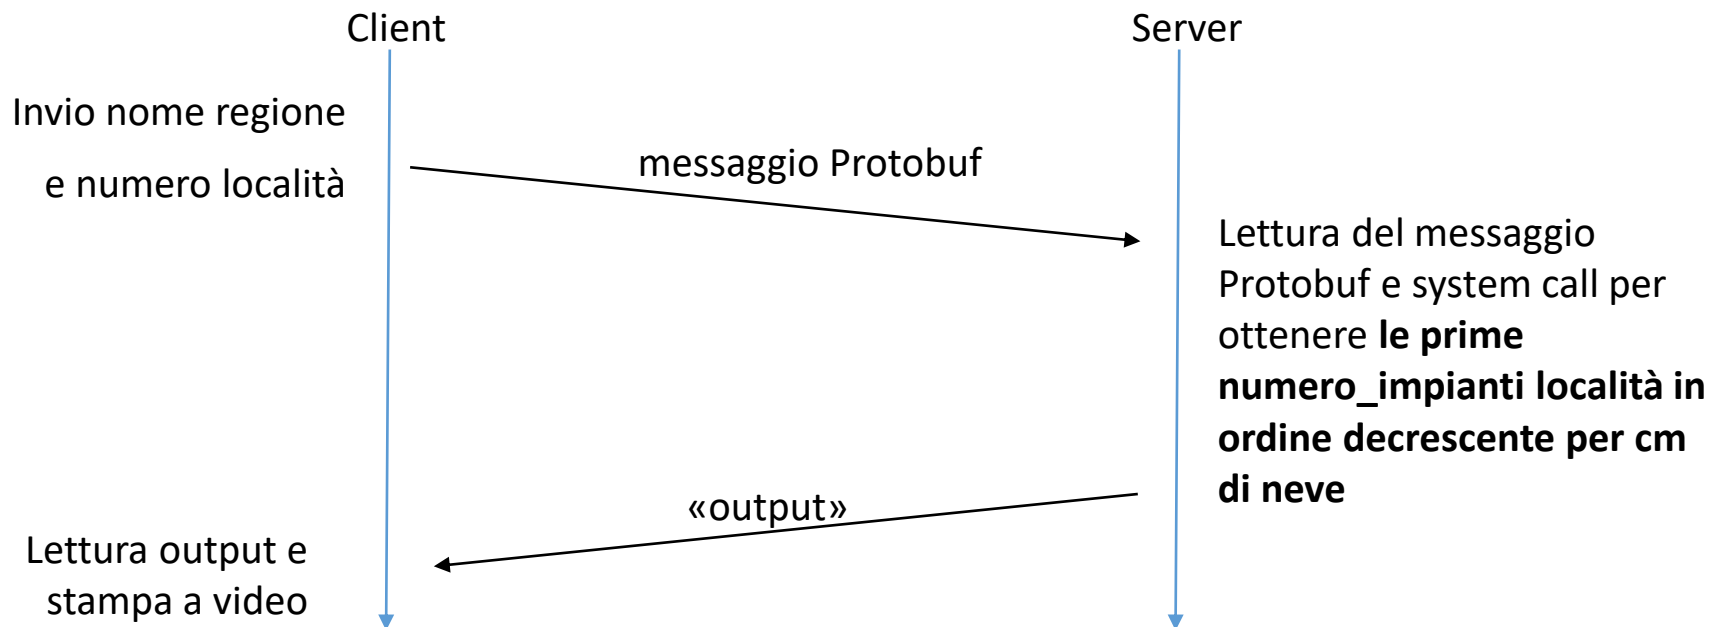 Client
Server
Invio nome regione
e numero località
messaggio Protobuf
Lettura del messaggio
Protobuf e system call per
ottenere le prime
numero_impianti località in
ordine decrescente per cm
di neve
«output»
Lettura output e
stampa a video